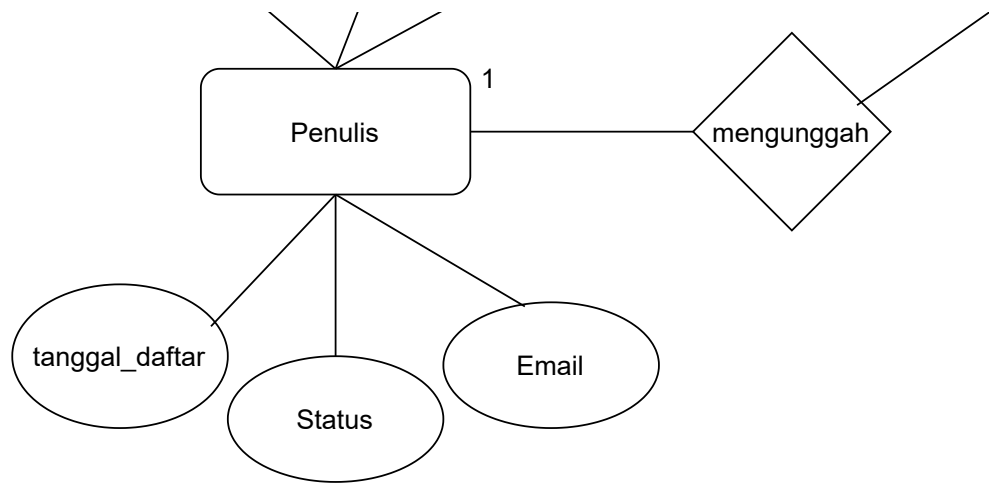 1
Penulis
mengunggah
tanggal_daftar
Email
Status